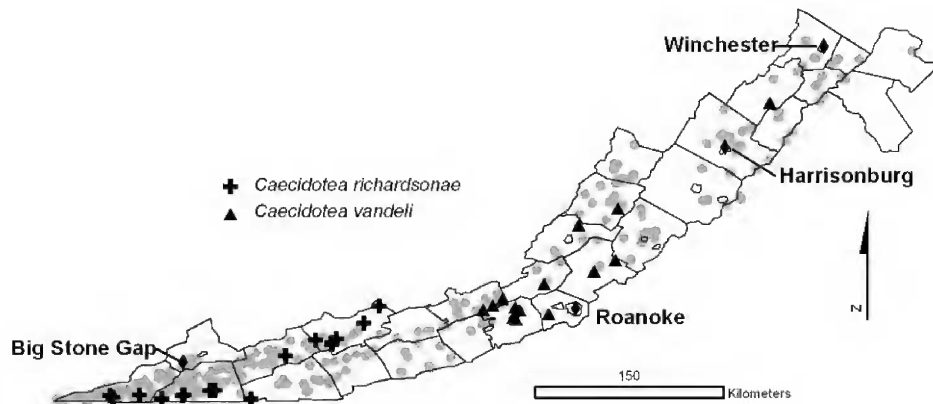 Winchester
Caecidotea richardsonae
Caecidotea vandeli
Harrisonburg
N
Roanoke
Big Stone Gap
150
Kilometers